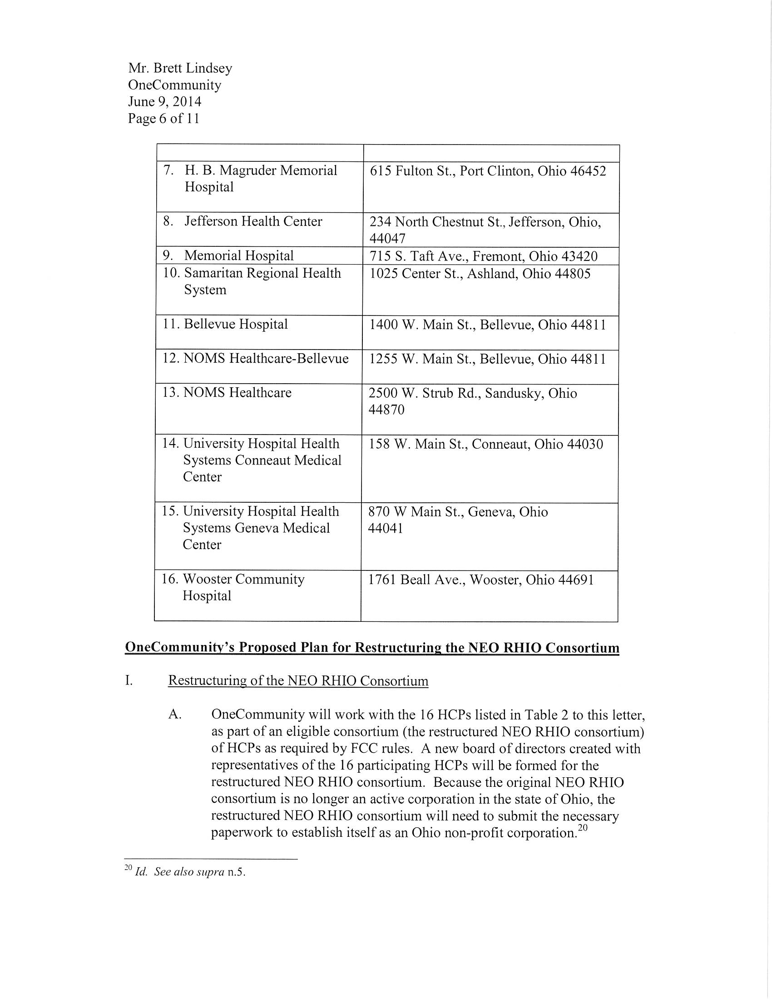 Mr. Brett Lindsey
OneCommunity
June 9, 2014
Page 6 of 11
7. H. B. Magruder Memorial
Hospital
615 Fulton St., Port Clinton, Ohio 46452
8. Jefferson Health Center
234 North Chestnut St., Jefferson, Ohio,
44047
9. Memorial Hospital
715 S. Taft Ave., Fremont, Ohio 43420
10. Samaritan Regional Health
System
1025 Center St., Ashland, Ohio 44805
11. Bellevue Hospital
1400 W. Main St., Bellevue, Ohio 44811
12. NOMS Healthcare-Bellevue
1255 W. Main St., Bellevue, Ohio 44811
13. NOMS Healthcare
2500 W. Strub Rd., Sandusky, Ohio
44870
14. University Hospital Health
Systems Conneaut Medical
Center
158 W. Main St., Conneaut, Ohio 44030
15. University Hospital Health
Systems Geneva Medical
Center
870 W Main St., Geneva, Ohio
44041
16. Wooster Community
Hospital
1761 Beall Ave., Wooster, Ohio 44691
OneCommunity's Proposed Plan for Restructuring the NEO RHIO Consortium
I. Restructuring of the NEO RHIO Consortium
A. OneCommunity will work with the 16 HCPs listed in Table 2 to this letter,
as part of an eligible consortium (the restructured NEO RHIO consortium)
of HCPs as required by FCC rules. A new board of directors created with
representatives of the 16 participating HCPs will be formed for the
restructured NEO RHIO consortium. Because the original NEO RHIO
consortium is no longer an active corporation in the state of Ohio, the
restructured NEO RHIO consortium will need to submit the necessary
paperwork to establish itself as an Ohio non-profit corporation.20
20 Id. See also supra n.5.